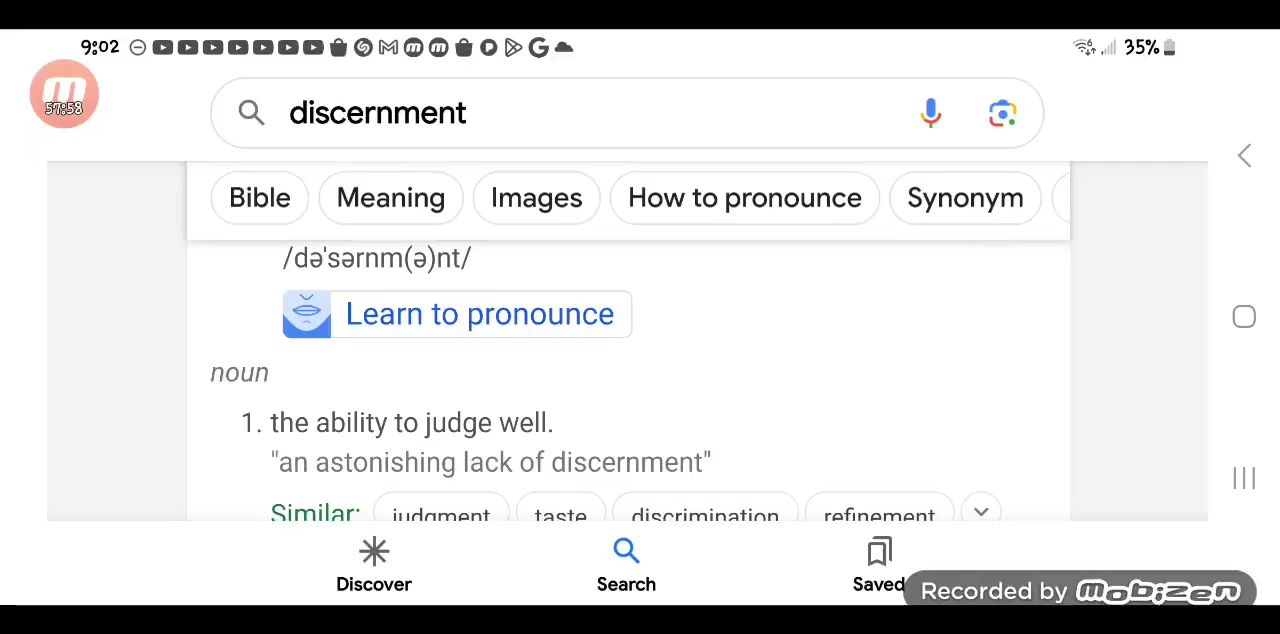 9:02
35%
57:58
discernment
Bible Meaning Images How to pronounce Synonym
/dəˈsərnm(ə)nt/
Learn to pronounce
noun
1. the ability to judge well.
"an astonishing lack of discernment"
Similar: judgment taste discrimination refinement
Discover Search Saved
Recorded by mobizen